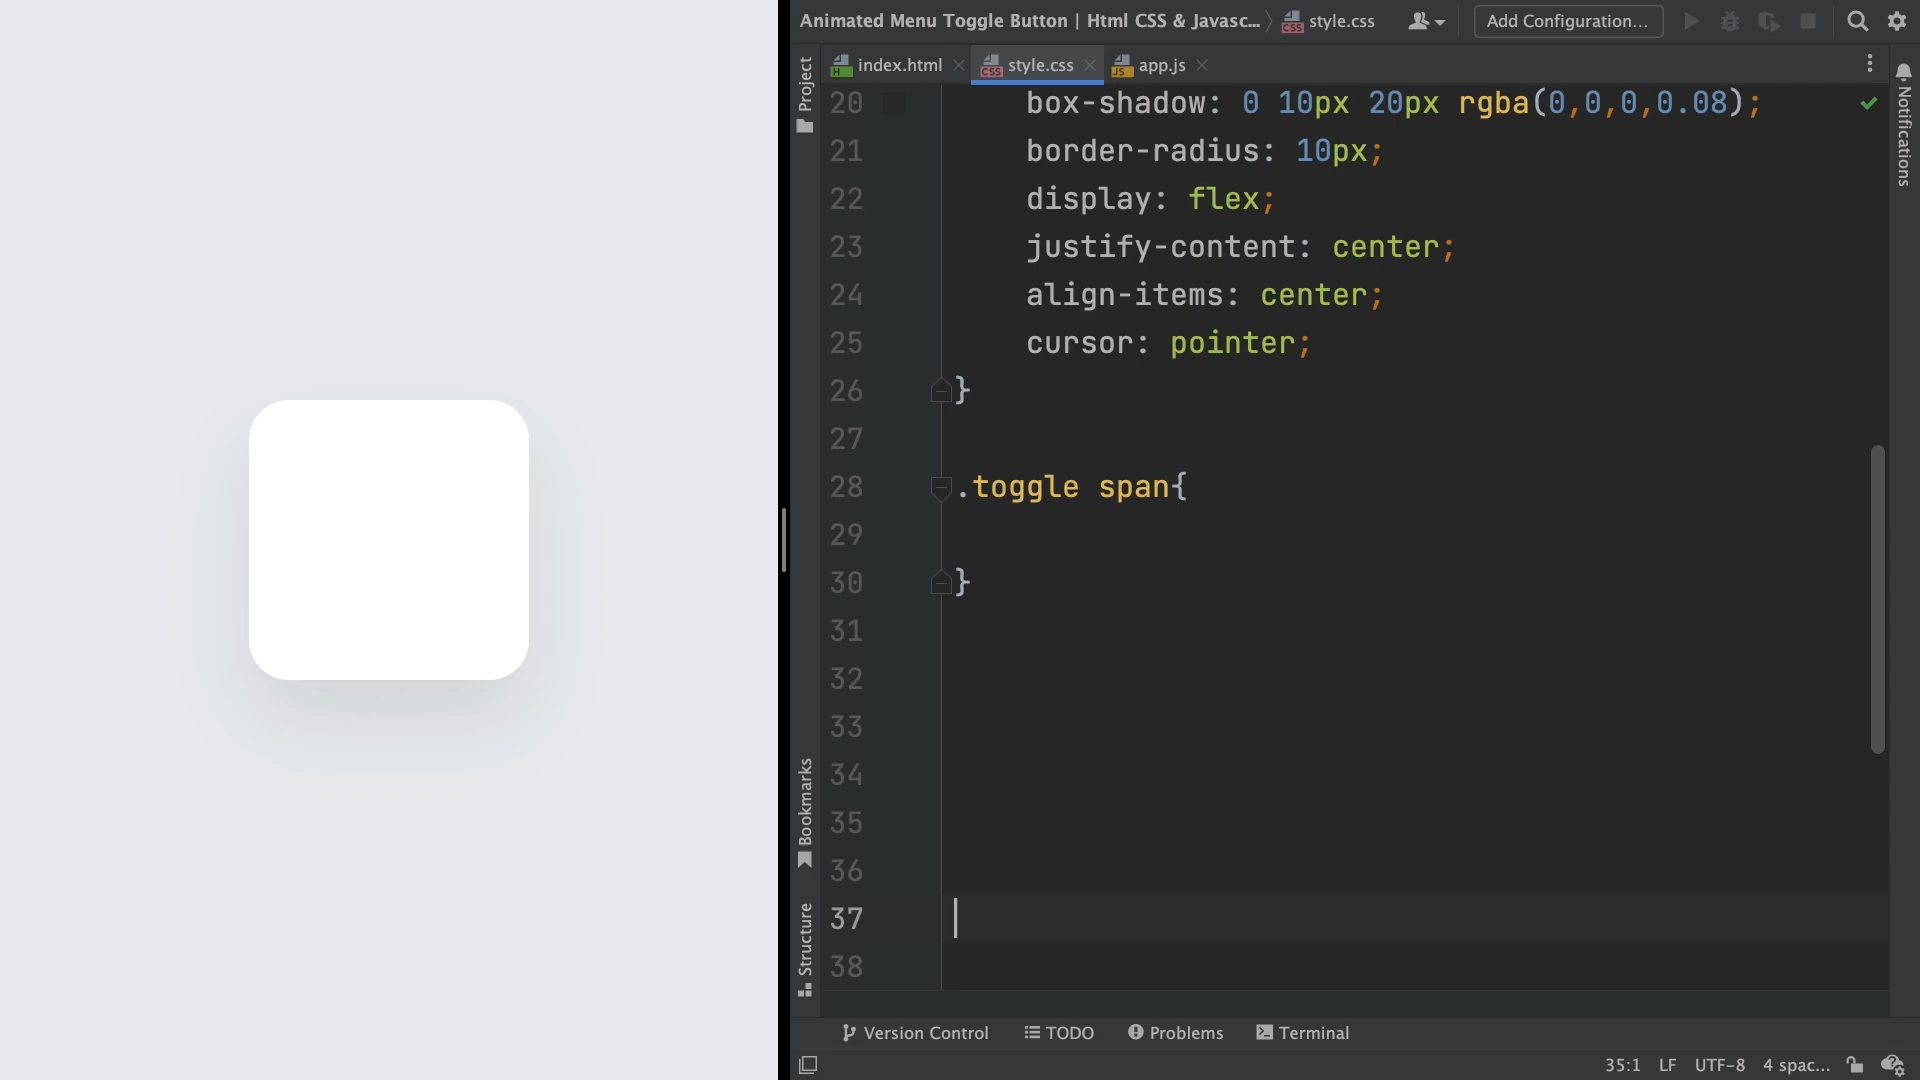 Animated Menu Toggle Button | Html CSS & Javasc... style.css Add Configuration...
index.html style.css app.js
Project
Notifications
20 box-shadow: 0 10px 20px rgba(0,0,0,0.08);
21 border-radius: 10px;
22 display: flex;
23 justify-content: center;
24 align-items: center;
25 cursor: pointer;
26 }
27
28 .toggle span{
29
30 }
31
32
33
34
35
36
37
38
Bookmarks
Structure
Version Control TODO Problems Terminal
35:1 LF UTF-8 4 spac...